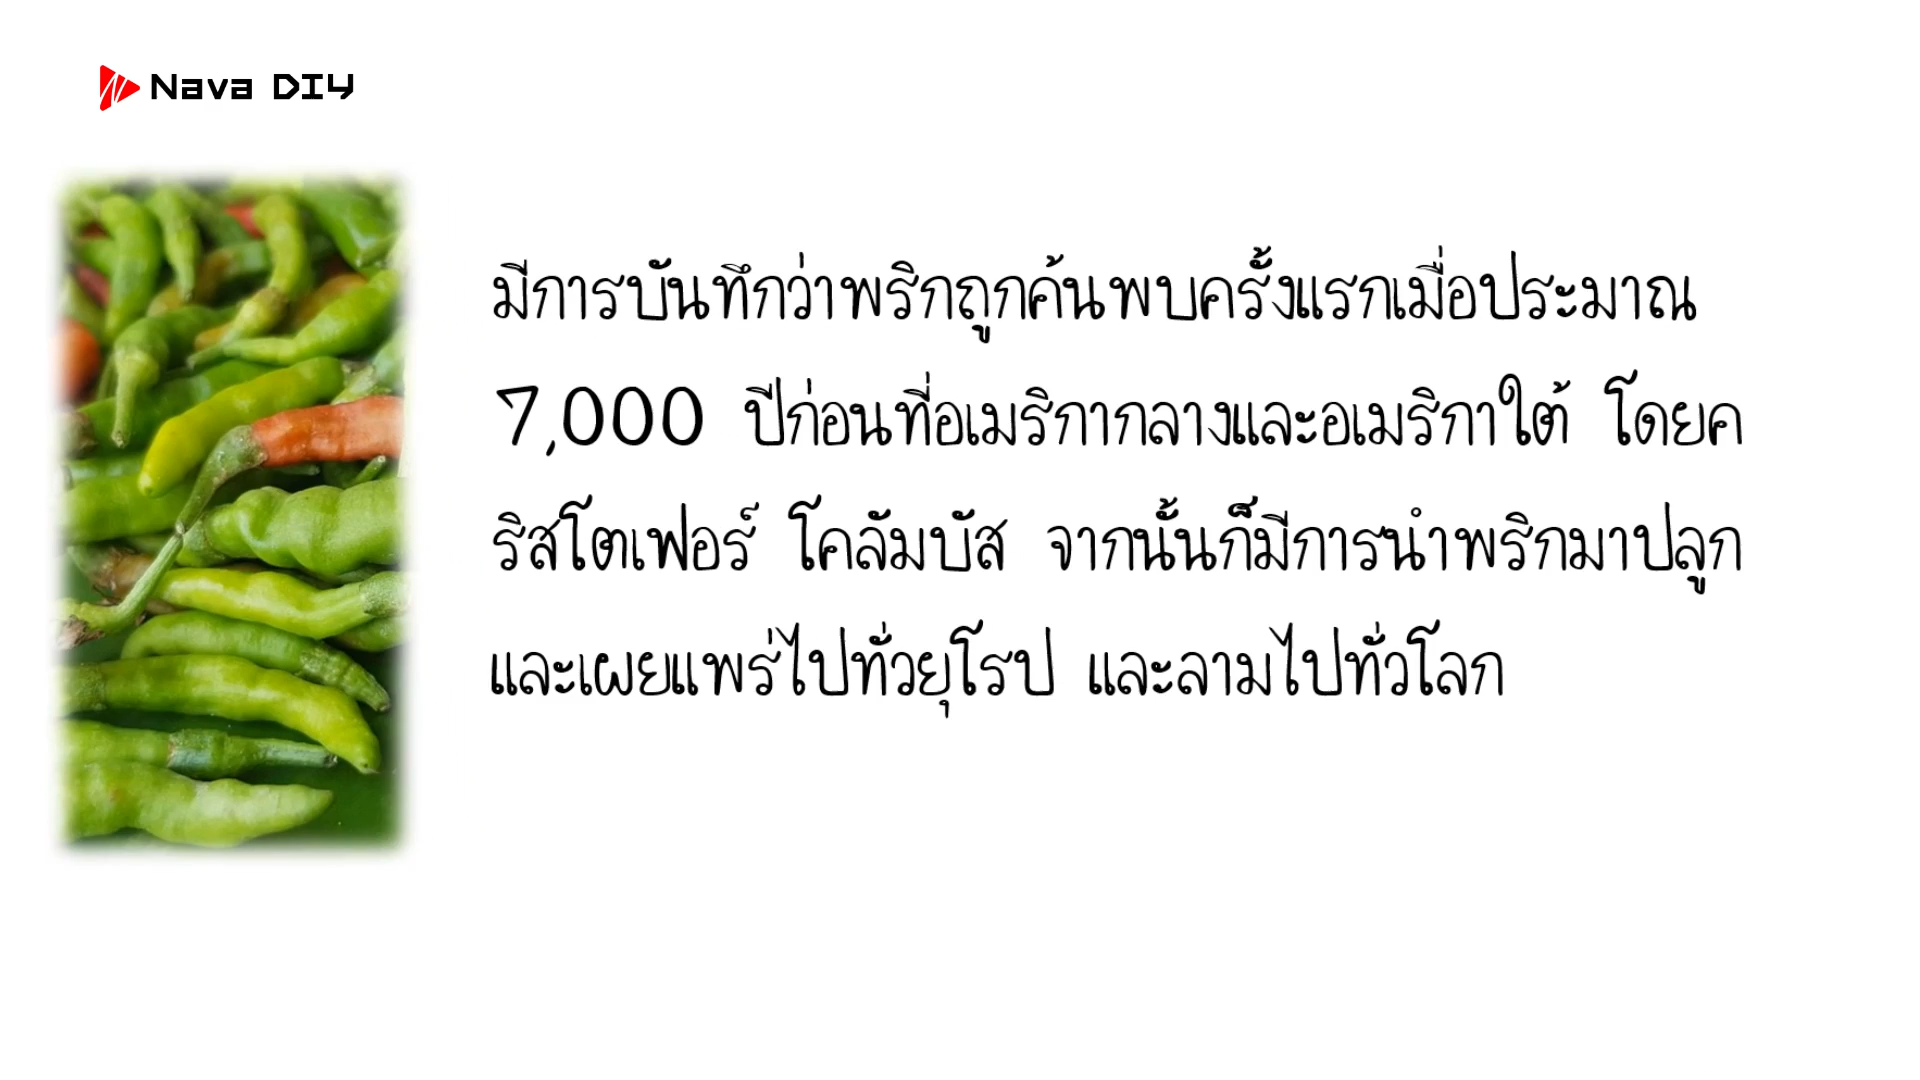 Nava DIY
มีการบันทึกว่าพริกถูกค้นพบครั้งแรกเมื่อประมาณ
7,000 ปีก่อนที่อเมริกากลางและอเมริกาใต้ โดยค
ริสโตเฟอร์ โคลัมบัส จากนั้นก็มีการนำพริกมาปลูก
และเผยแพร่ไปทั่วยุโรป และลามไปทั่วโลก